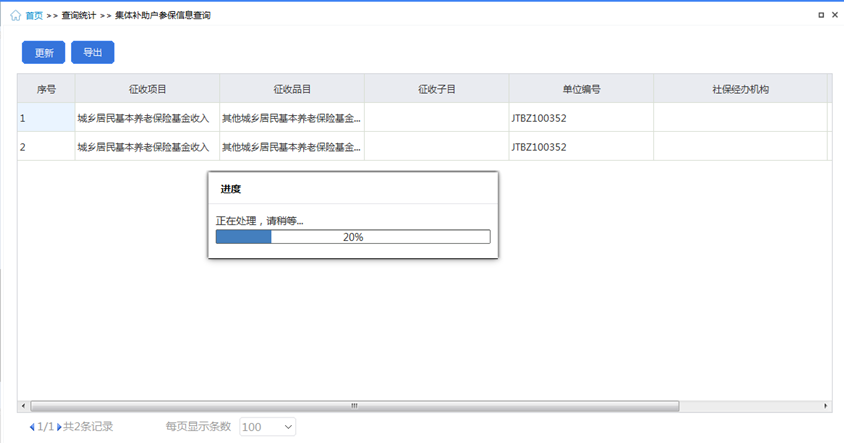 首页 >> 查询统计 >> 集体补助户参保信息查询
更新 导出
序号 征收项目 征收品目 征收子目 单位编号 社保经办机构
1 城乡居民基本养老保险基金收入 其他城乡居民基本养老保险基金... JTBZ100352
2 城乡居民基本养老保险基金收入 其他城乡居民基本养老保险基金... JTBZ100352
进度
正在处理，请稍等...
20%
1/1 共2条记录 每页显示条数 100